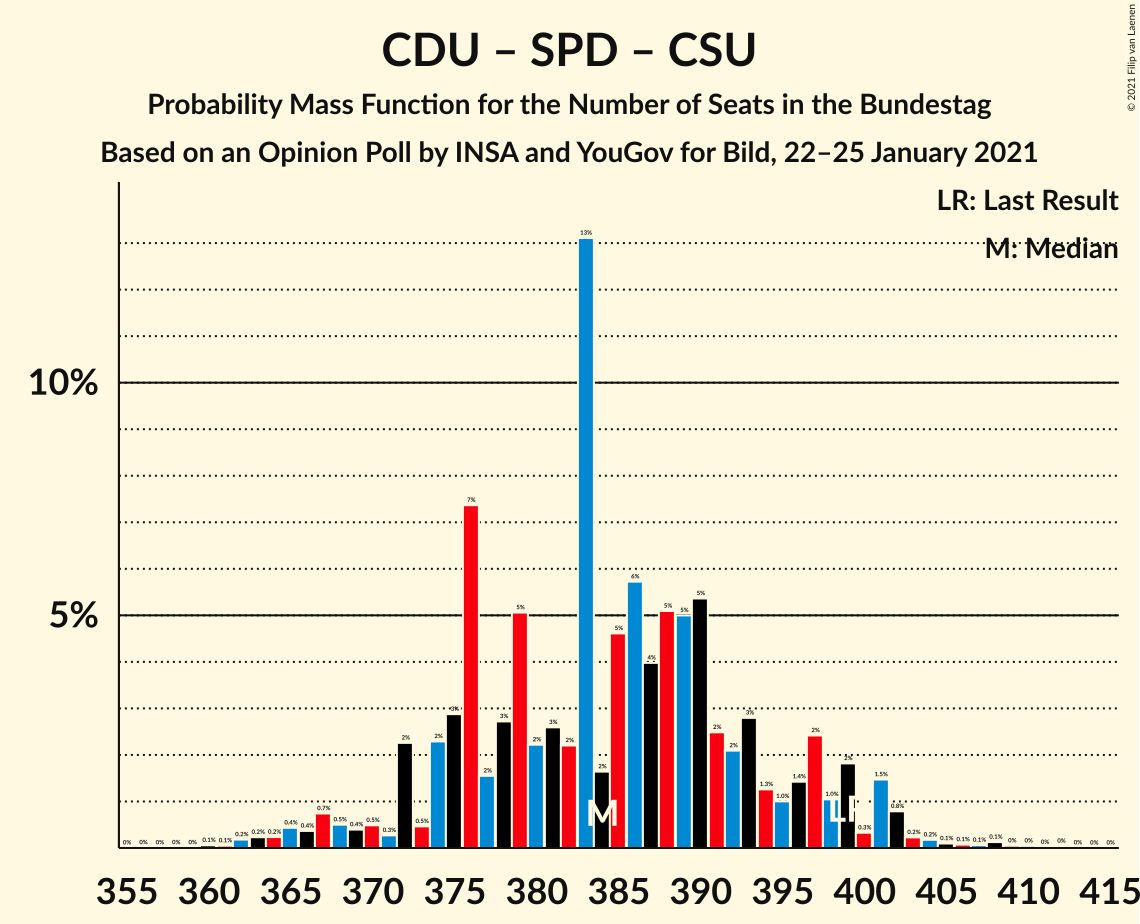 CDU – SPD – CSU
Probability Mass Function for the Number of Seats in the Bundestag
Based on an Opinion Poll by INSA and YouGov for Bild, 22–25 January 2021
© 2021 Filip van Laenen
LR: Last Result
M: Median
10%
5%
0% 0% 0% 0% 0% 0.1% 0.1% 0.2% 0.2% 0.2% 0.4% 0.4% 0.7% 0.5% 0.4% 0.5% 0.3% 2% 0.5% 2% 3% 7% 2% 3% 5% 2% 3% 2% 13% 2% 5% 6% 4% 5% 5% 5% 2% 2% 3% 1.3% 1.0% 1.4% 2% 1.0% 2% 0.3% 1.5% 0.8% 0.2% 0.2% 0.1% 0.1% 0.1% 0.1% 0% 0% 0% 0% 0% 0% 0%
M
LR
355 360 365 370 375 380 385 390 395 400 405 410 415